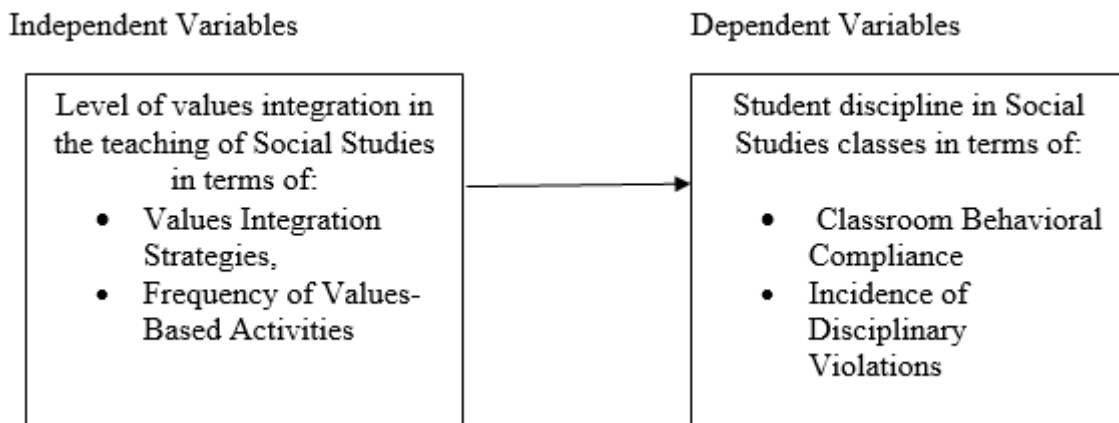 Independent Variables
Dependent Variables
Level of values integration in
the teaching of Social Studies
in terms of:
• Values Integration
Strategies,
• Frequency of Values-
Based Activities
Student discipline in Social
Studies classes in terms of:
• Classroom Behavioral
Compliance
• Incidence of
Disciplinary
Violations